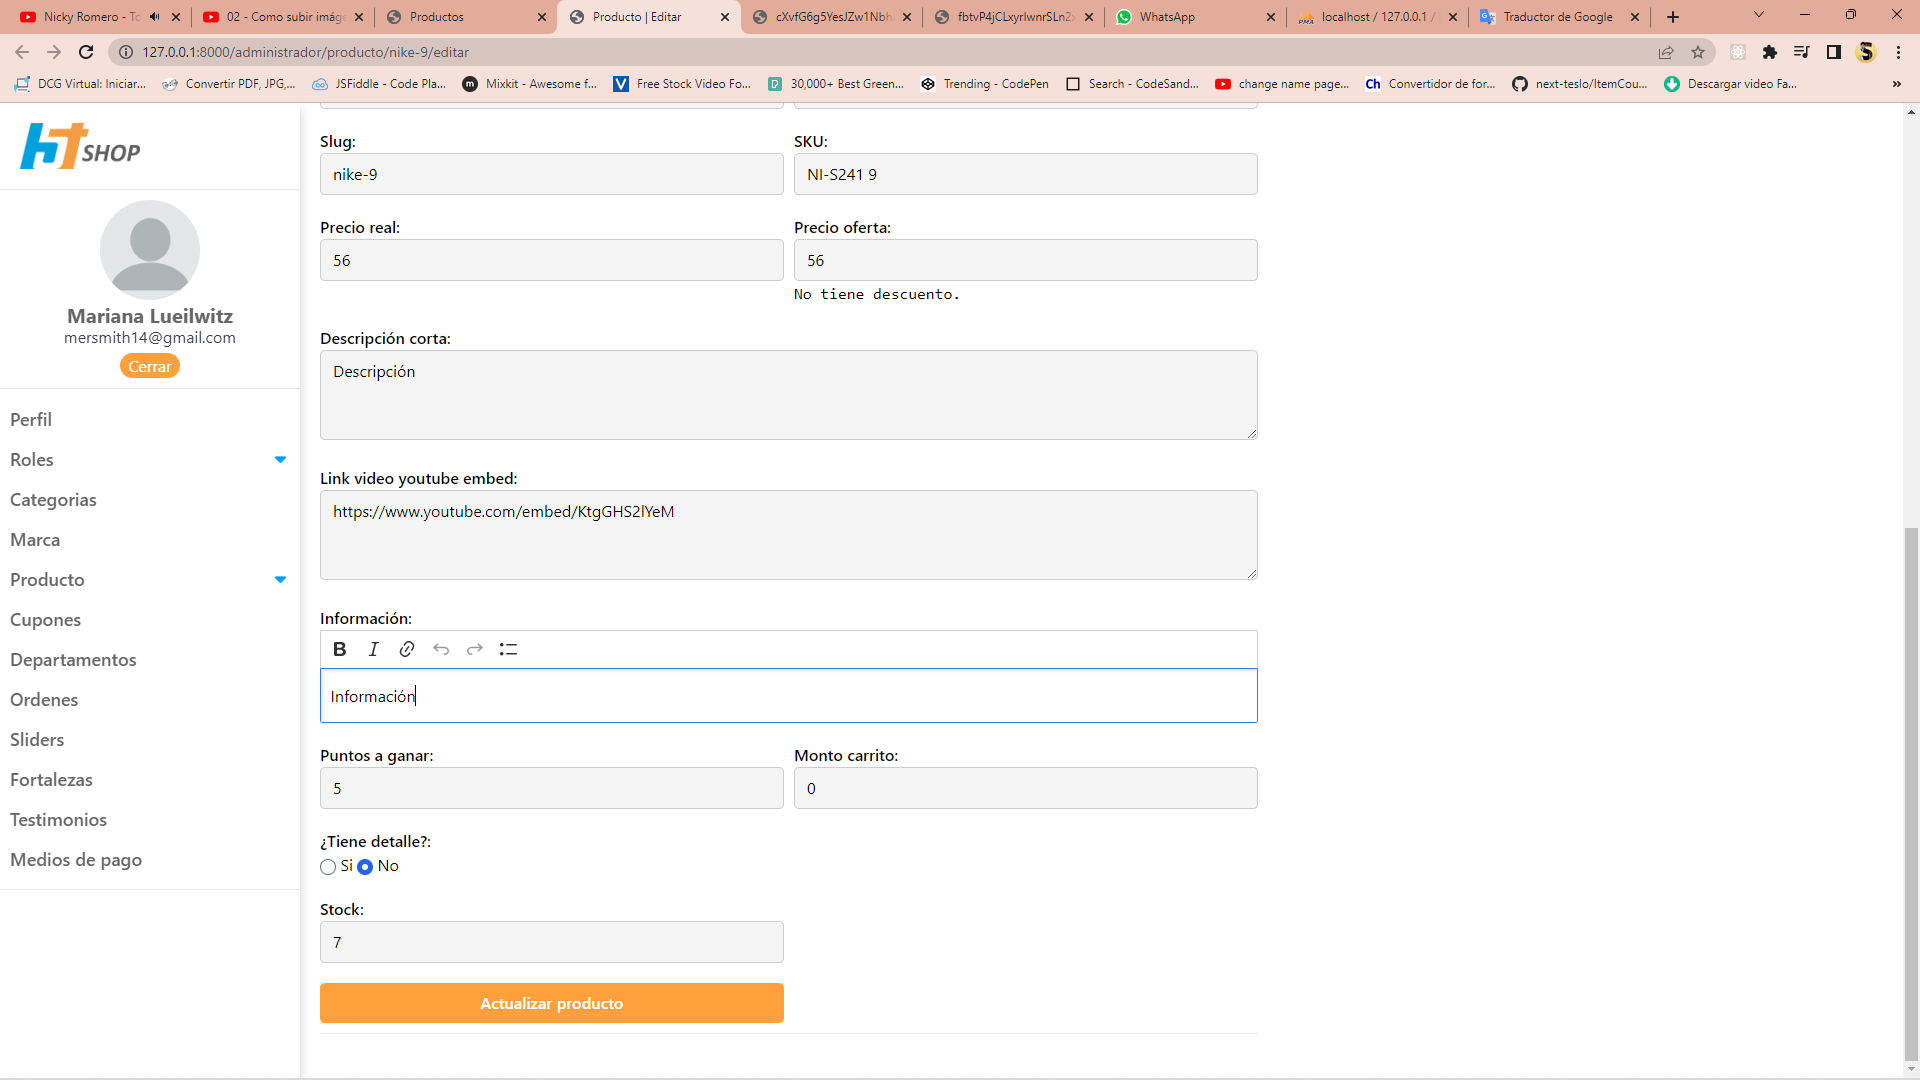 Nicky Romero - To
02 - Como subir imáge
Productos
Producto | Editar
WhatsApp
localhost / 127.0.0.1 /
Traductor de Google
127.0.0.1:8000/administrador/producto/nike-9/editar
DCG Virtual: Iniciar...
Convertir PDF, JPG,...
JSFiddle - Code Pla...
Mixkit - Awesome f...
Free Stock Video Fo...
30,000+ Best Green...
Trending - CodePen
Search - CodeSand...
change name page...
Convertidor de for...
next-teslo/ItemCou...
Descargar video Fa...
HT SHOP
Mariana Lueilwitz
mersmith14@gmail.com
Cerrar
Perfil
Roles
Categorias
Marca
Producto
Cupones
Departamentos
Ordenes
Sliders
Fortalezas
Testimonios
Medios de pago
Slug:
nike-9
SKU:
NI-S241 9
Precio real:
56
Precio oferta:
56
No tiene descuento.
Descripción corta:
Descripción
Link video youtube embed:
https://www.youtube.com/embed/KtgGHS2lYeM
Información:
Información
Puntos a ganar:
5
Monto carrito:
0
¿Tiene detalle?:
Si No
Stock:
7
Actualizar producto